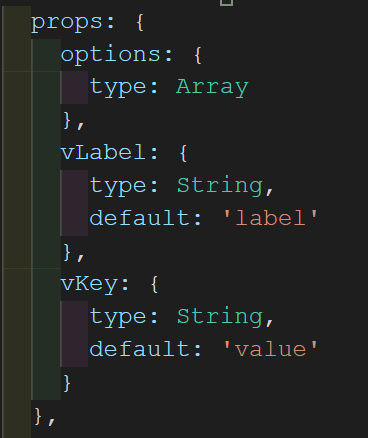 props: {
options: {
type: Array
},
vLabel: {
type: String,
default: 'label'
},
vKey: {
type: String,
default: 'value'
}
},